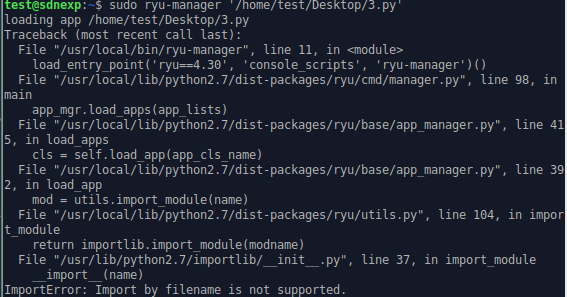 test@sdnexp:~$ sudo ryu-manager '/home/test/Desktop/3.py'
loading app /home/test/Desktop/3.py
Traceback (most recent call last):
  File "/usr/local/bin/ryu-manager", line 11, in <module>
    load_entry_point('ryu==4.30', 'console_scripts', 'ryu-manager')()
  File "/usr/local/lib/python2.7/dist-packages/ryu/cmd/manager.py", line 98, in
main
    app_mgr.load_apps(app_lists)
  File "/usr/local/lib/python2.7/dist-packages/ryu/base/app_manager.py", line 41
5, in load_apps
    cls = self.load_app(app_cls_name)
  File "/usr/local/lib/python2.7/dist-packages/ryu/base/app_manager.py", line 39
2, in load_app
    mod = utils.import_module(name)
  File "/usr/local/lib/python2.7/dist-packages/ryu/utils.py", line 104, in impor
t_module
    return importlib.import_module(modname)
  File "/usr/lib/python2.7/importlib/__init__.py", line 37, in import_module
    __import__(name)
ImportError: Import by filename is not supported.